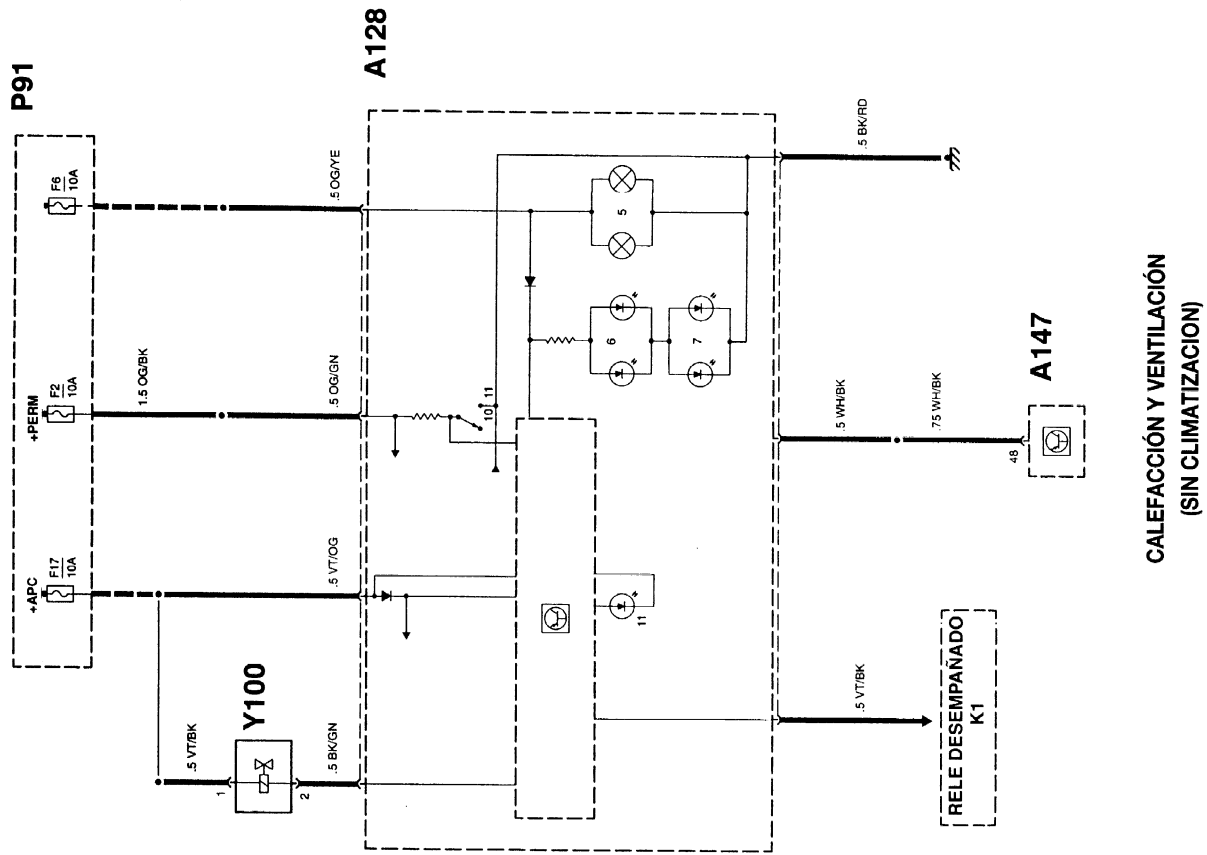 P91
A128
F6
10A
.5 OG/YE
+PERM
F2
10A
1.5 OG/BK
.5 OG/GN
+APC
F17
10A
.5 VT/OG
.5 VT/BK
1
Y100
2
.5 BK/GN
10
11
5
6
7
11
.5 BK/RD
.5 WH/BK
.75 WH/BK
48
A147
.5 VT/BK
RELE DESEMPAÑADO
K1
CALEFACCIÓN Y VENTILACIÓN
(SIN CLIMATIZACION)